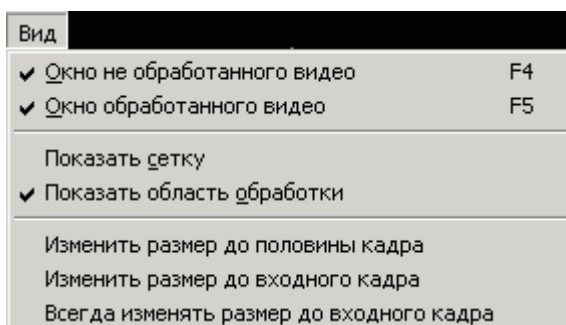 Вид
Окно не обработанного видео F4
Окно обработанного видео F5
Показать сетку
Показать область обработки
Изменить размер до половины кадра
Изменить размер до входного кадра
Всегда изменять размер до входного кадра